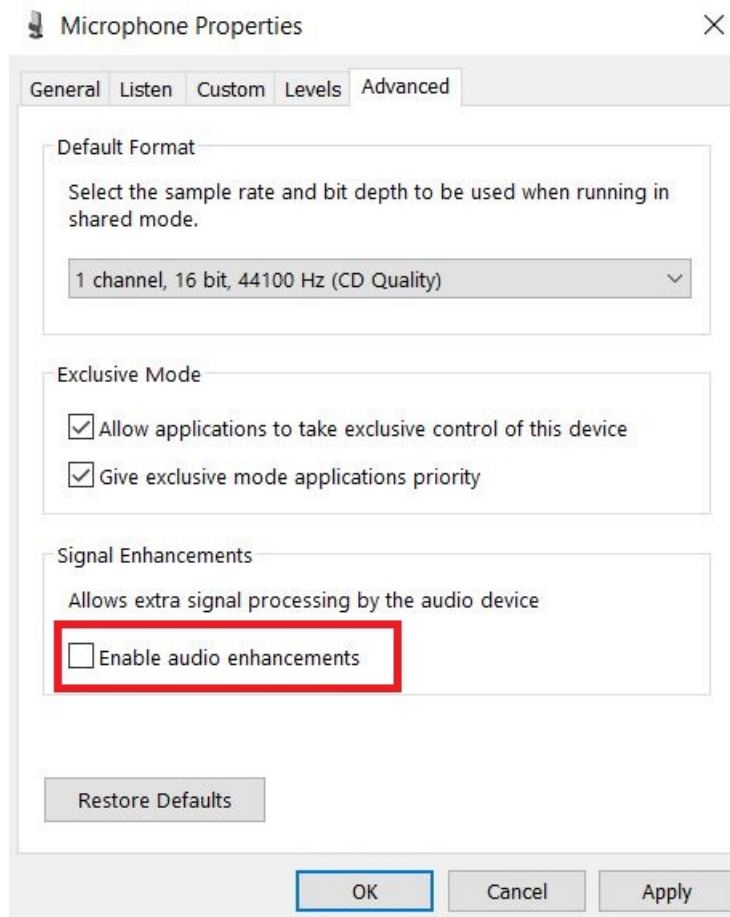 Microphone Properties
General Listen Custom Levels Advanced
Default Format
Select the sample rate and bit depth to be used when running in
shared mode.
1 channel, 16 bit, 44100 Hz (CD Quality)
Exclusive Mode
Allow applications to take exclusive control of this device
Give exclusive mode applications priority
Signal Enhancements
Allows extra signal processing by the audio device
Enable audio enhancements
Restore Defaults
OK Cancel Apply